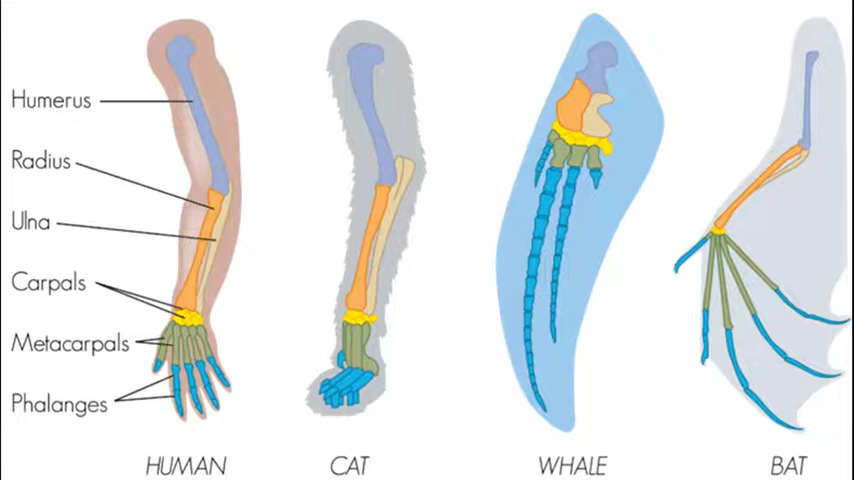 Humerus
Radius
Ulna
Carpals
Metacarpals
Phalanges
HUMAN CAT WHALE BAT